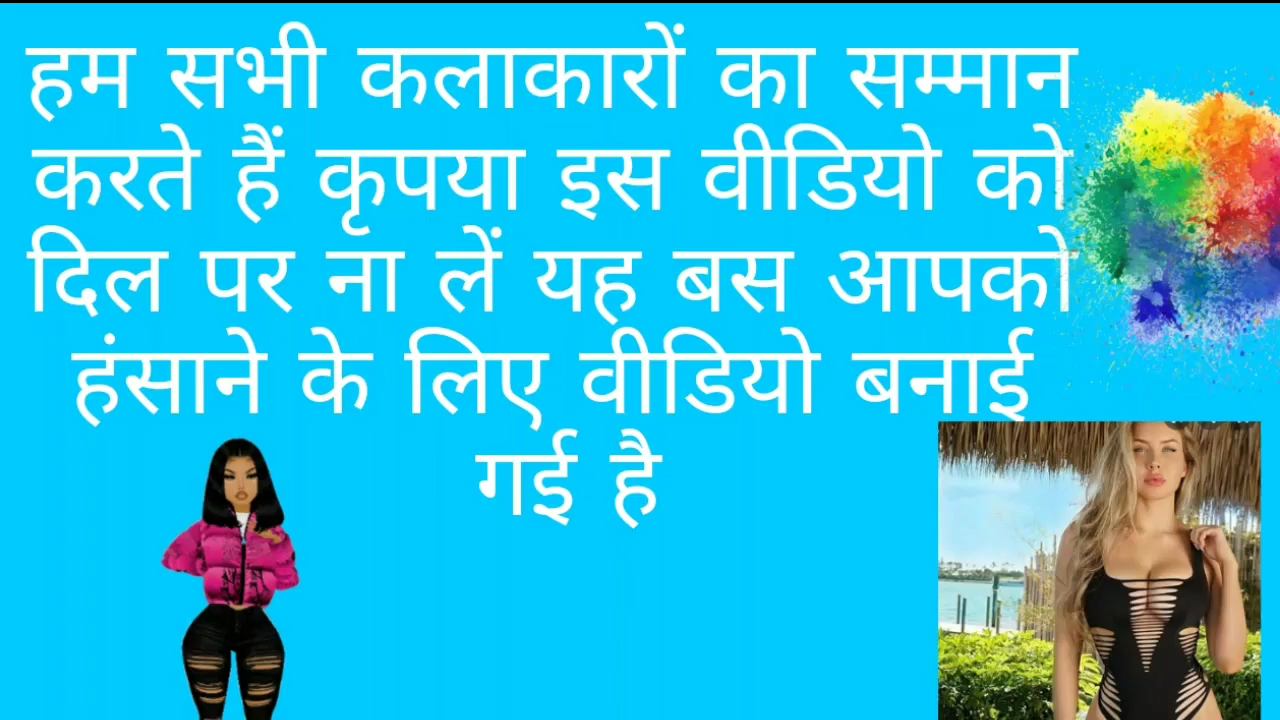 हम सभी कलाकारों का सम्मान
करते हैं कृपया इस वीडियो को
दिल पर ना लें यह बस आपको
हंसाने के लिए वीडियो बनाई
गई है